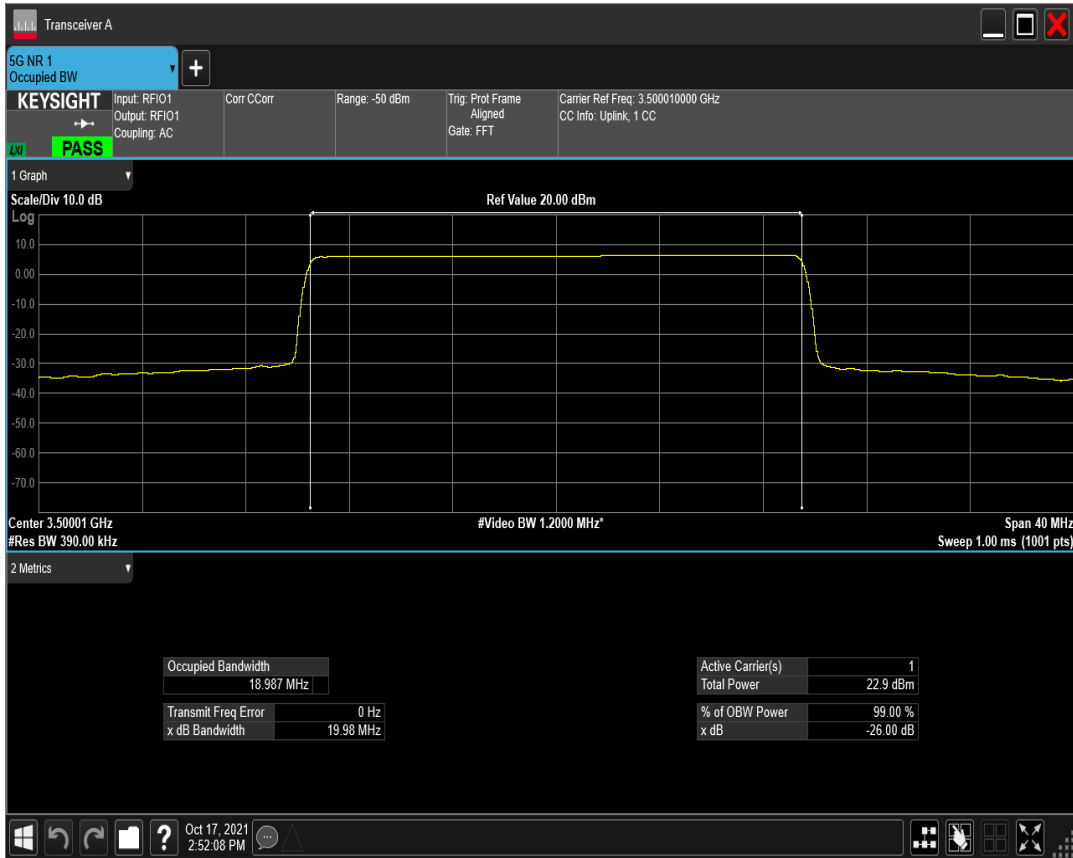 Transceiver A
5G NR 1
Occupied BW
+
KEYSIGHT
LXI
PASS
Input: RFIO1
Output: RFIO1
Coupling: AC
Corr CCorr
Range: -50 dBm
Trig: Prot Frame
Aligned
Gate: FFT
Carrier Ref Freq: 3.500010000 GHz
CC Info: Uplink, 1 CC
1 Graph
Scale/Div 10.0 dB
Ref Value 20.00 dBm
Log
10.0
0.00
-10.0
-20.0
-30.0
-40.0
-50.0
-60.0
-70.0
Center 3.50001 GHz
#Video BW 1.2000 MHz*
Span 40 MHz
#Res BW 390.00 kHz
Sweep 1.00 ms (1001 pts)
2 Metrics
Occupied Bandwidth
18.987 MHz
Transmit Freq Error 0 Hz
x dB Bandwidth 19.98 MHz
Active Carrier(s) 1
Total Power 22.9 dBm
% of OBW Power 99.00 %
x dB -26.00 dB
?
Oct 17, 2021
2:52:08 PM